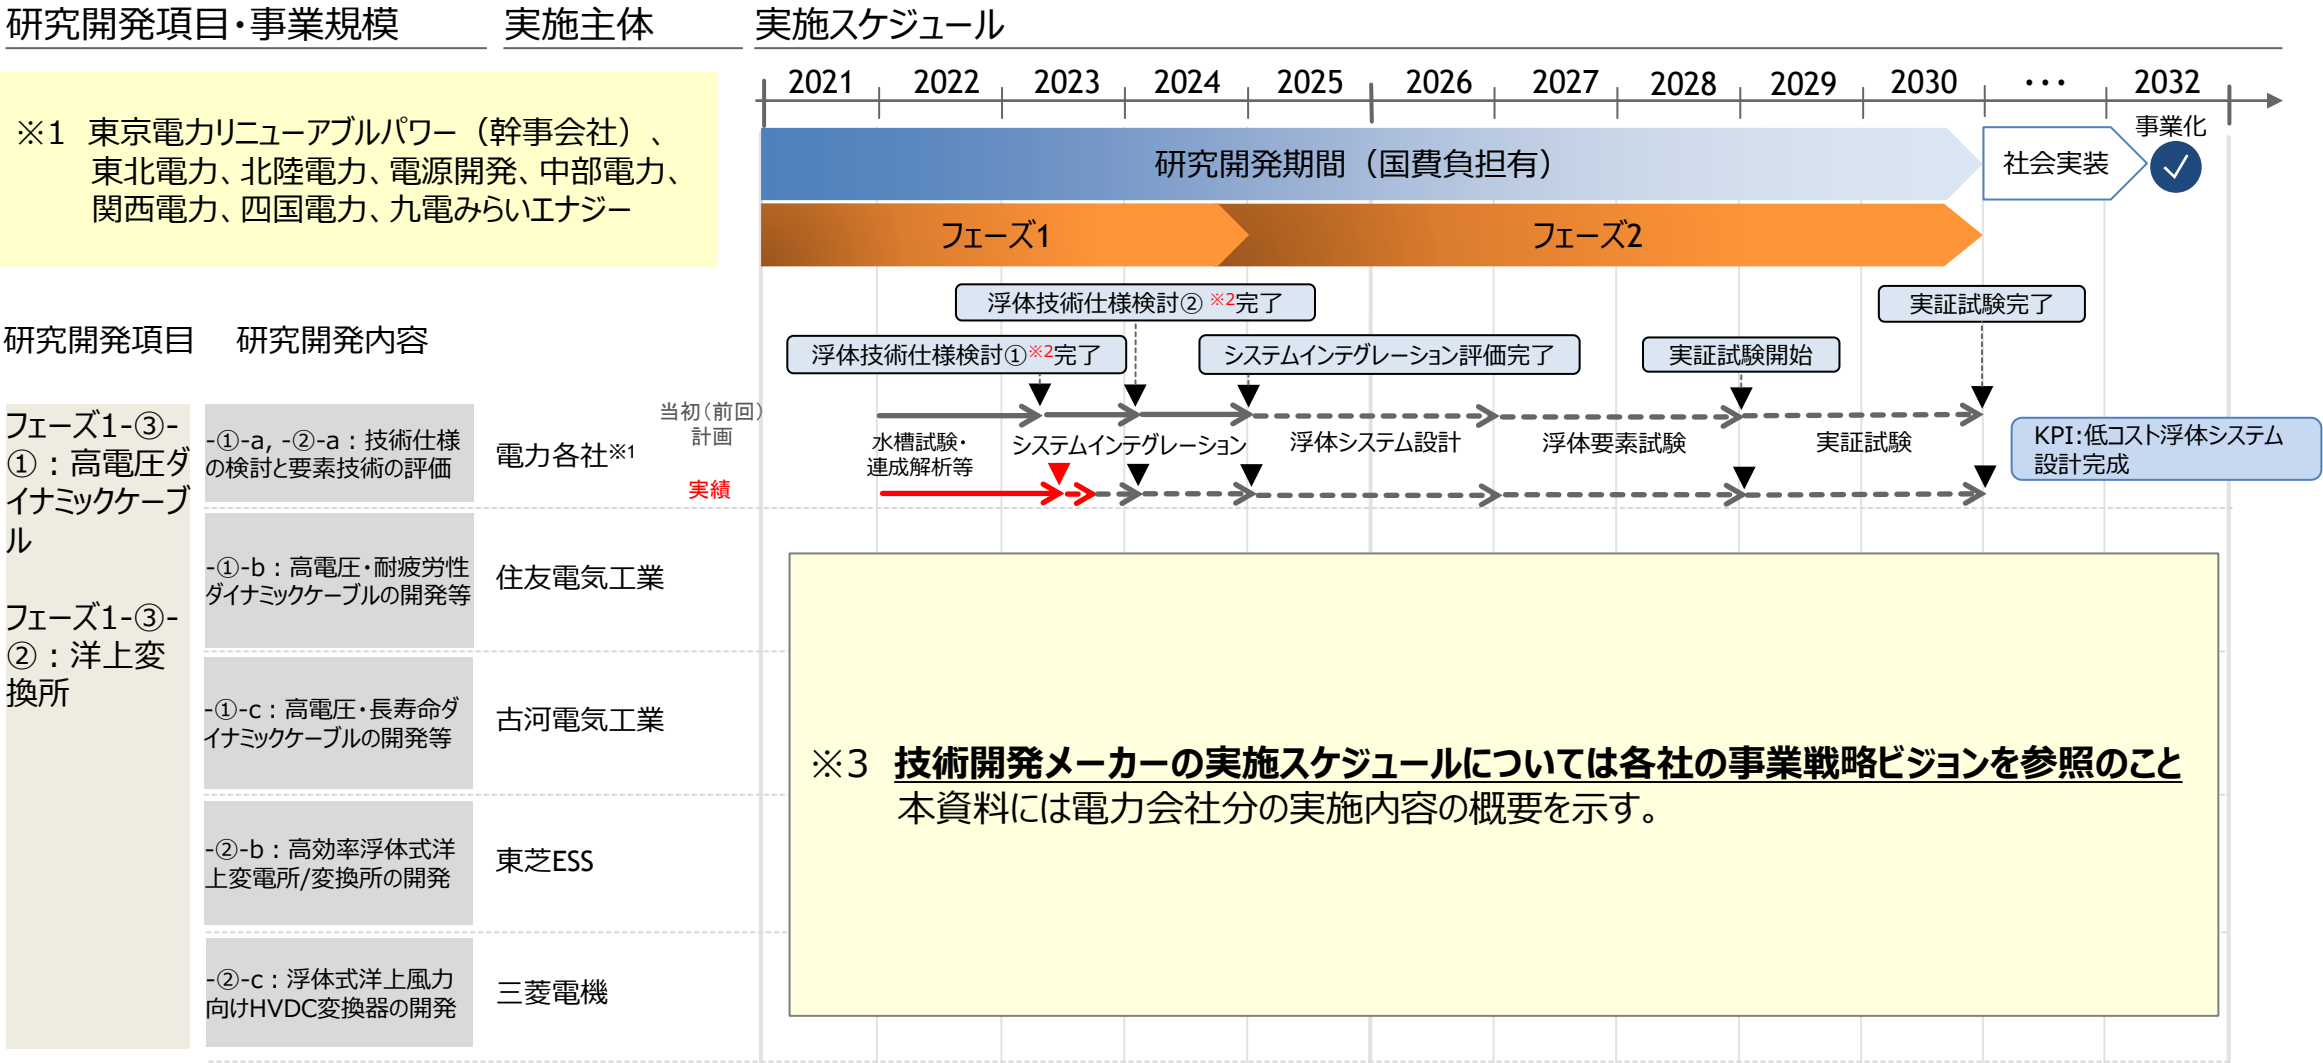 研究開発項目・事業規模
実施主体
実施スケジュール
2021 2022 2023 2024 2025 2026 2027 2028 2029 2030 ・・・ 2032
※1 東京電力リニューアブルパワー（幹事会社）、
東北電力、北陸電力、電源開発、中部電力、
関西電力、四国電力、九電みらいエナジー
事業化
研究開発期間（国費負担有）
社会実装
フェーズ1
フェーズ2
浮体技術仕様検討② ※2完了
実証試験完了
研究開発項目
研究開発内容
浮体技術仕様検討①※2完了
システムインテグレーション評価完了
実証試験開始
フェーズ1-③-
①：高電圧ダ
イナミックケーブ
ル
フェーズ1-③-
②：洋上変
換所
-①-a, -②-a：技術仕様
の検討と要素技術の評価
電力各社※1
当初（前回）
計画
実績
水槽試験・
連成解析等
システムインテグレーション
浮体システム設計
浮体要素試験
実証試験
KPI:低コスト浮体システム
設計完成
-①-b：高電圧・耐疲労性
ダイナミックケーブルの開発等
住友電気工業
-①-c：高電圧・長寿命ダ
イナミックケーブルの開発等
古河電気工業
※3 技術開発メーカーの実施スケジュールについては各社の事業戦略ビジョンを参照のこと
本資料には電力会社分の実施内容の概要を示す。
-②-b：高効率浮体式洋
上変電所/変換所の開発
東芝ESS
-②-c：浮体式洋上風力
向けHVDC変換器の開発
三菱電機